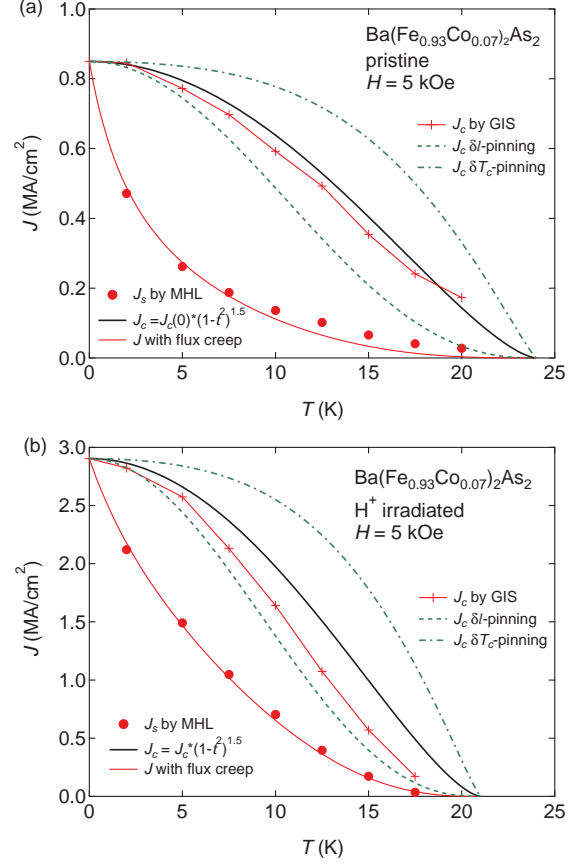 (a)
Ba(Fe0.93Co0.07)2As2
pristine
H = 5 kOe
Jc by GIS
Jc δl-pinning
Jc δTc-pinning
Js by MHL
Jc =Jc(0)*(1-t2)1.5
J with flux creep
J (MA/cm2)
0.8
0.6
0.4
0.2
0.0
0 5 10 15 20 25
T (K)
(b)
Ba(Fe0.93Co0.07)2As2
H+ irradiated
H = 5 kOe
Jc by GIS
Jc δl-pinning
Jc δTc-pinning
Js by MHL
Jc = Jc*(1-t2)1.5
J with flux creep
J (MA/cm2)
3.0
2.5
2.0
1.5
1.0
0.5
0.0
0 5 10 15 20 25
T (K)